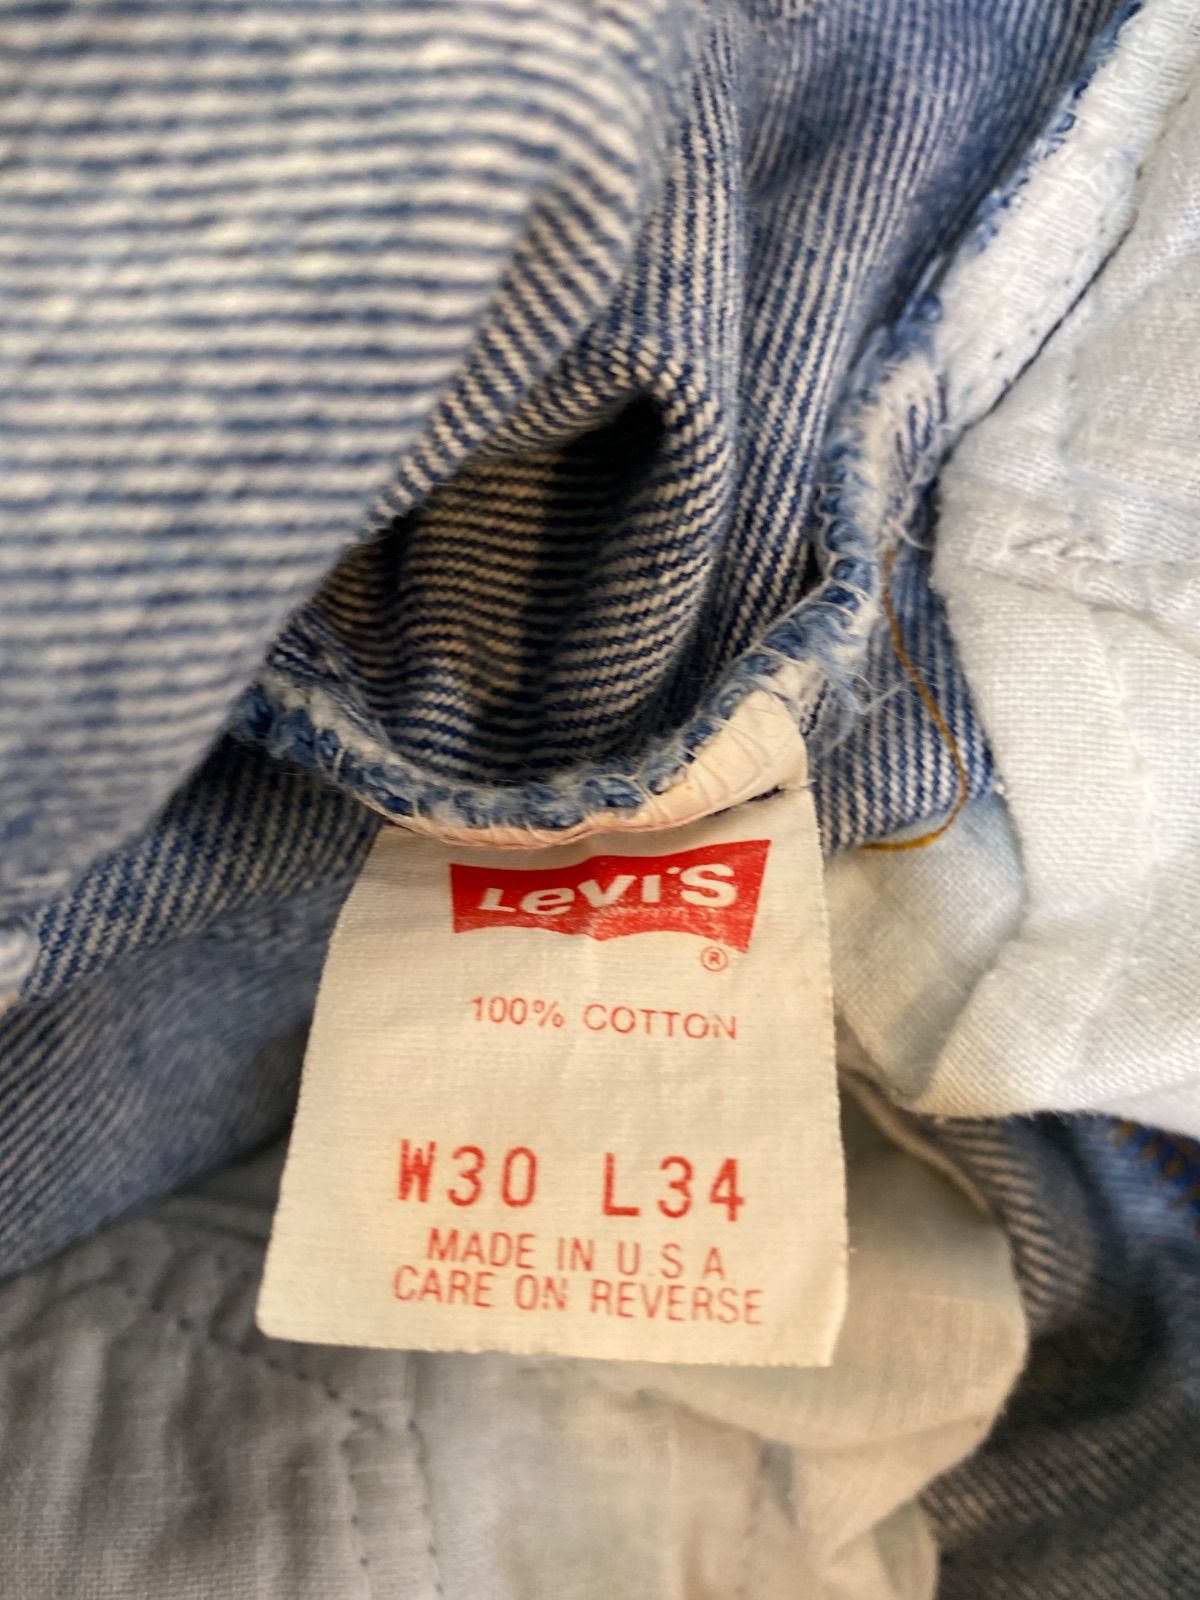 LEVI'S
®
100% COTTON
W30 L34
MADE IN U.S.A.
CARE ON REVERSE